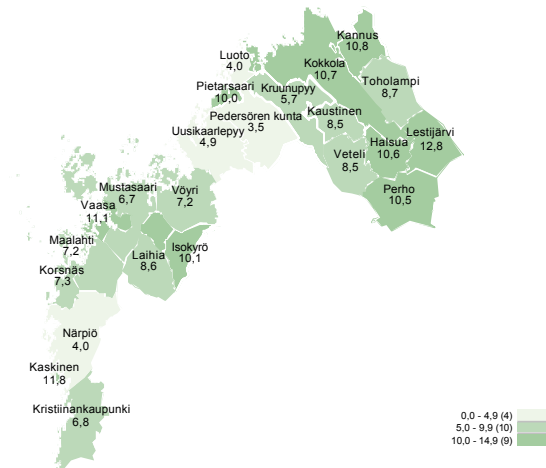 Kannus
10,8
Luoto
4,0
Kokkola
10,7
Toholampi
8,7
Pietarsaari
10,0
Kruunupyy
5,7
Pedersören kunta
3,5
Kaustinen
8,5
Uusikaarlepyy
4,9
Lestijärvi
12,8
Halsua
10,6
Veteli
8,5
Perho
10,5
Mustasaari
6,7
Vöyri
7,2
Vaasa
11,1
Maalahti
7,2
Isokyrö
10,1
Laihia
8,6
Korsnäs
7,3
Närpiö
4,0
Kaskinen
11,8
Kristiinankaupunki
6,8
0,0 - 4,9 (4)
5,0 - 9,9 (10)
10,0 - 14,9 (9)